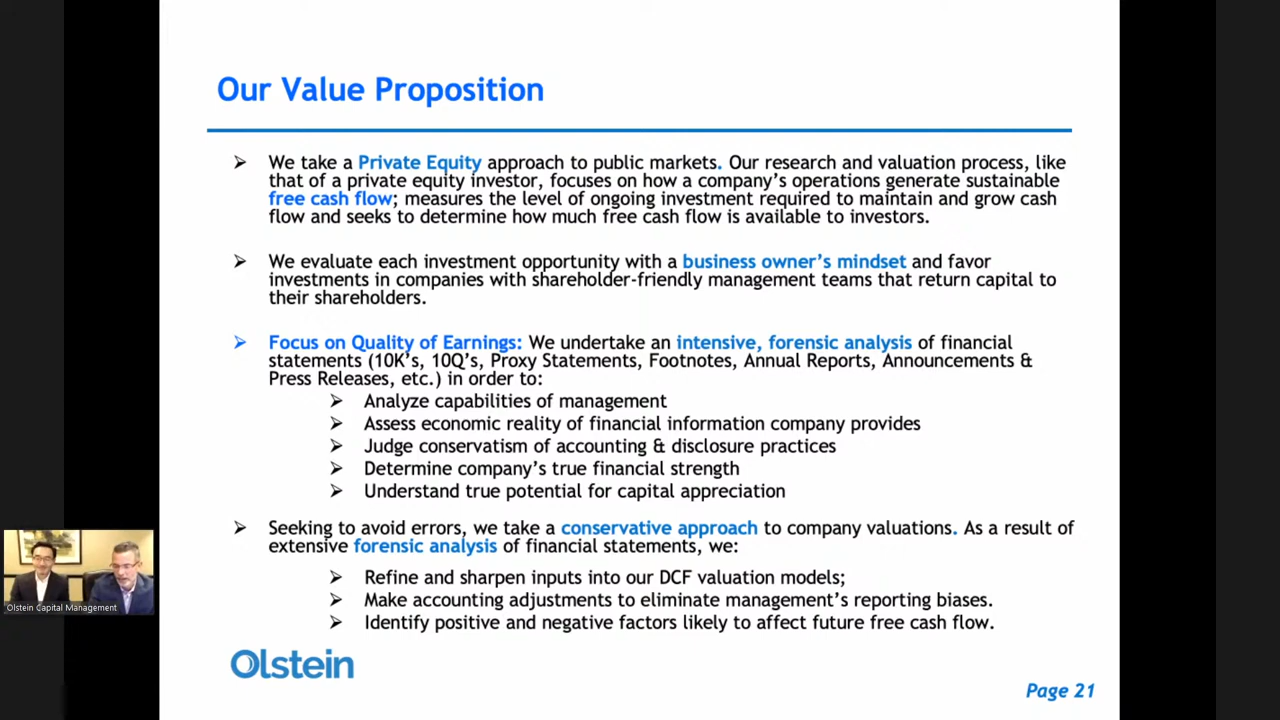 Our Value Proposition
➢ We take a Private Equity approach to public markets. Our research and valuation process, like
that of a private equity investor, focuses on how a company's operations generate sustainable
free cash flow; measures the level of ongoing investment required to maintain and grow cash
flow and seeks to determine how much free cash flow is available to investors.
➢ We evaluate each investment opportunity with a business owner's mindset and favor
investments in companies with shareholder-friendly management teams that return capital to
their shareholders.
➢ Focus on Quality of Earnings: We undertake an intensive, forensic analysis of financial
statements (10K's, 10Q's, Proxy Statements, Footnotes, Annual Reports, Announcements &
Press Releases, etc.) in order to:
➢ Analyze capabilities of management
➢ Assess economic reality of financial information company provides
➢ Judge conservatism of accounting & disclosure practices
➢ Determine company's true financial strength
➢ Understand true potential for capital appreciation
➢ Seeking to avoid errors, we take a conservative approach to company valuations. As a result of
extensive forensic analysis of financial statements, we:
➢ Refine and sharpen inputs into our DCF valuation models;
➢ Make accounting adjustments to eliminate management's reporting biases.
➢ Identify positive and negative factors likely to affect future free cash flow.
Olstein Capital Management
Olstein
Page 21